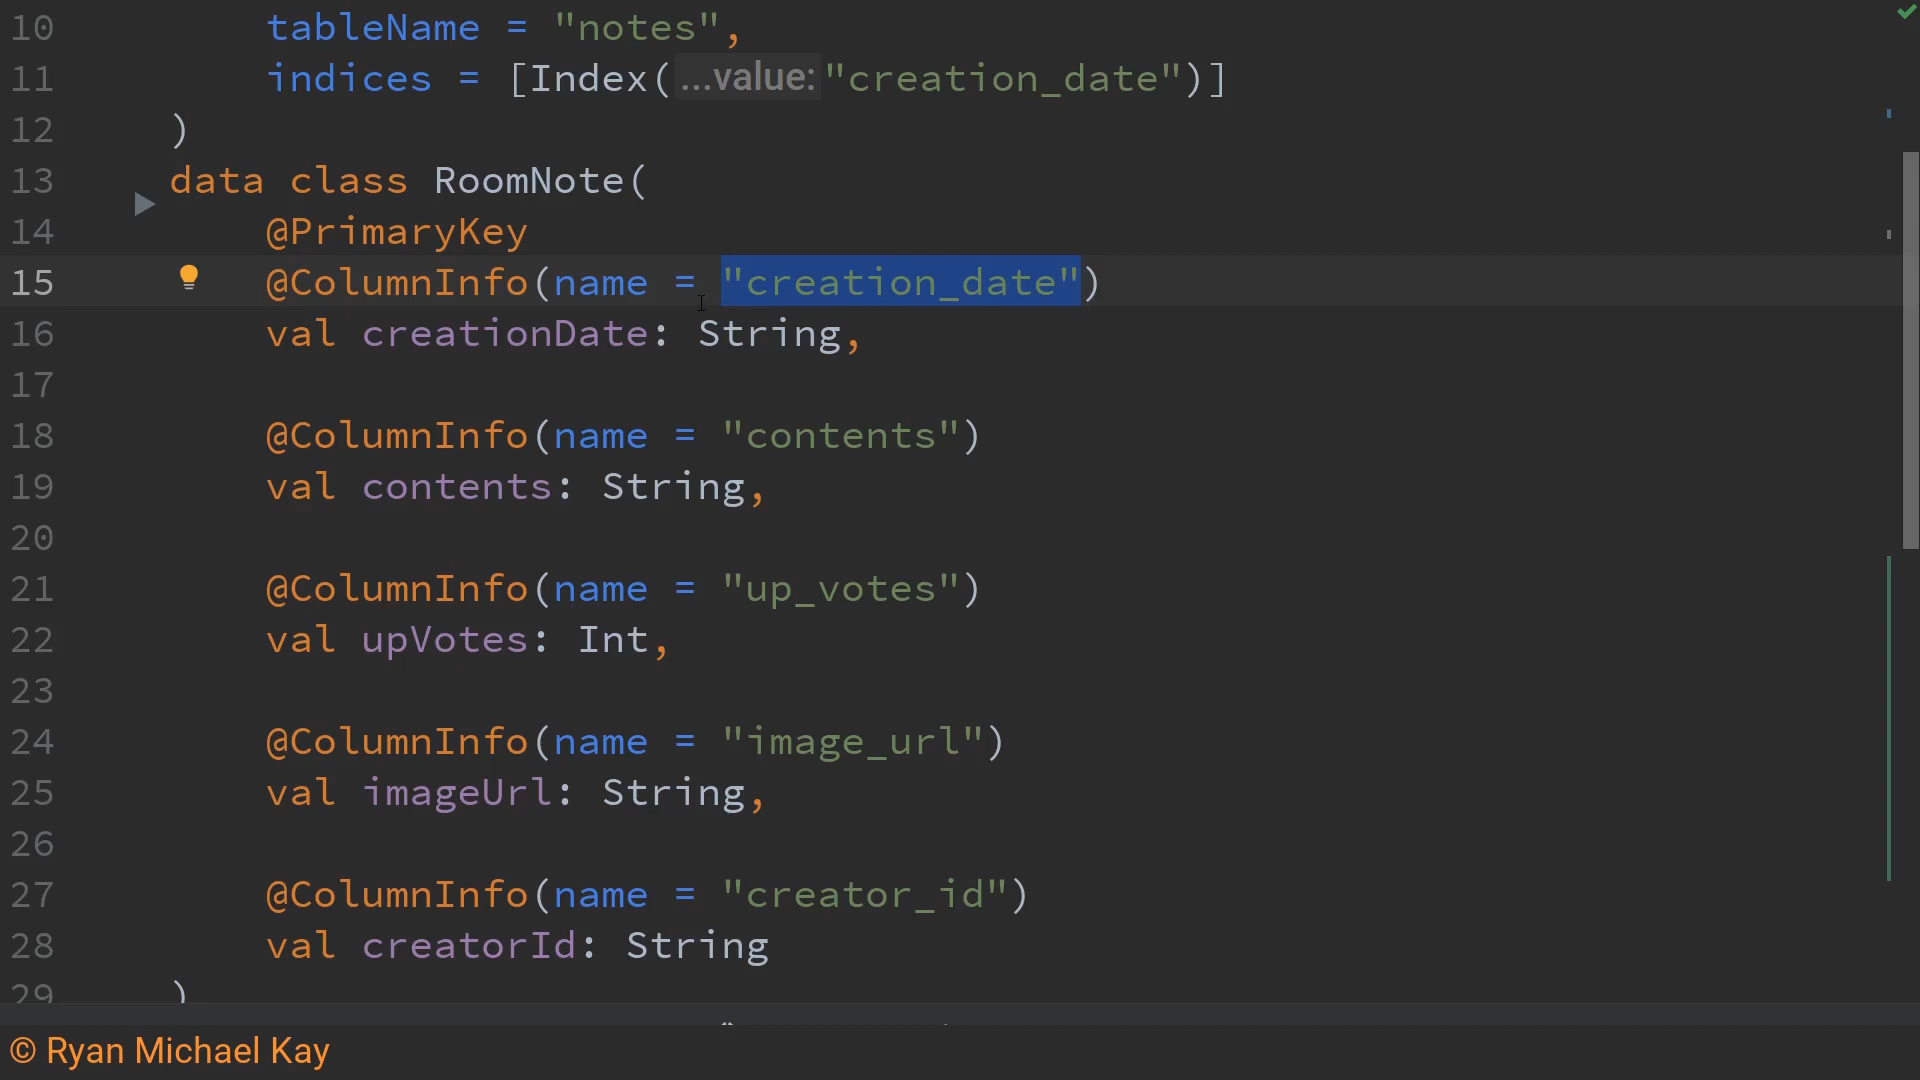 10 tableName = "notes",
11 indices = [Index( ...value: "creation_date")]
12 )
13 data class RoomNote(
14 @PrimaryKey
15 @ColumnInfo(name = "creation_date")
16 val creationDate: String,
17
18 @ColumnInfo(name = "contents")
19 val contents: String,
20
21 @ColumnInfo(name = "up_votes")
22 val upVotes: Int,
23
24 @ColumnInfo(name = "image_url")
25 val imageUrl: String,
26
27 @ColumnInfo(name = "creator_id")
28 val creatorId: String
29 )
© Ryan Michael Kay